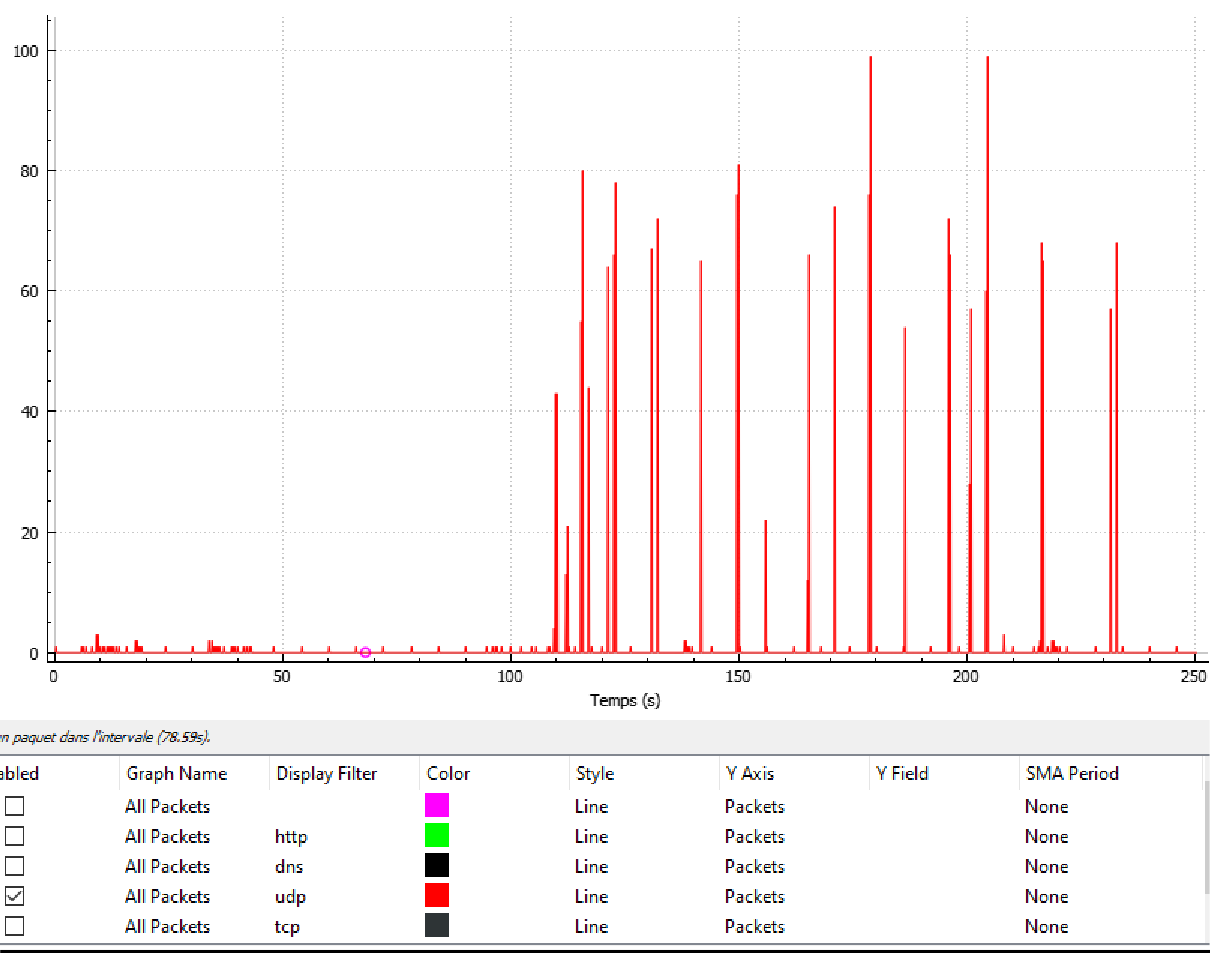 100
80
60
40
20
0
0 50 100 150 200 250
Temps (s)
un paquet dans l'intervale (78.59s).
abled Graph Name Display Filter Color Style Y Axis Y Field SMA Period
All Packets Line Packets None
All Packets http Line Packets None
All Packets dns Line Packets None
All Packets udp Line Packets None
All Packets tcp Line Packets None